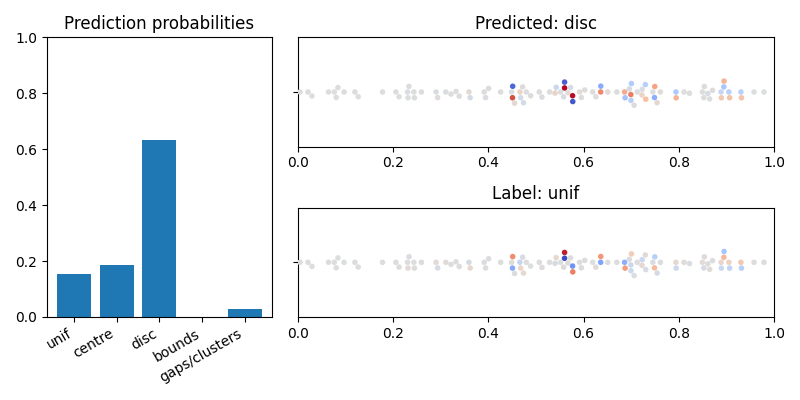 Prediction probabilities
1.0
0.8
0.6
0.4
0.2
0.0
unif
centre
disc
bounds
gaps/clusters
Predicted: disc
0.0 0.2 0.4 0.6 0.8 1.0
Label: unif
0.0 0.2 0.4 0.6 0.8 1.0